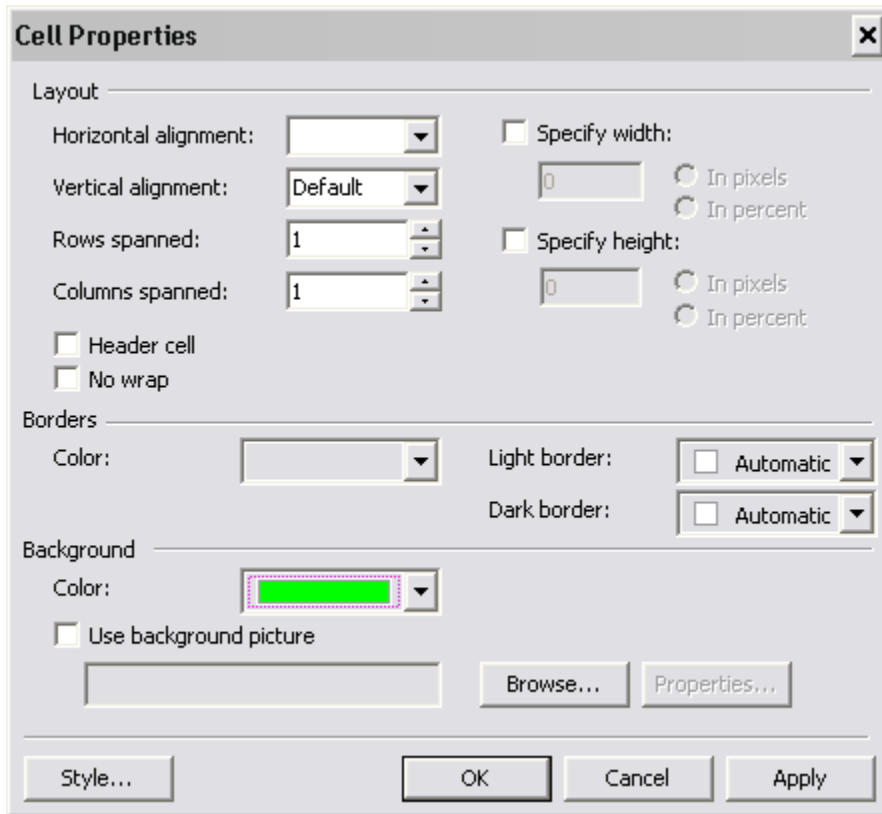 Cell Properties
Layout
Horizontal alignment:
Specify width:
Vertical alignment: Default
0
In pixels
In percent
Rows spanned: 1
Specify height:
Columns spanned: 1
0
In pixels
In percent
Header cell
No wrap
Borders
Color:
Light border: Automatic
Dark border: Automatic
Background
Color:
Use background picture
Browse... Properties...
Style... OK Cancel Apply